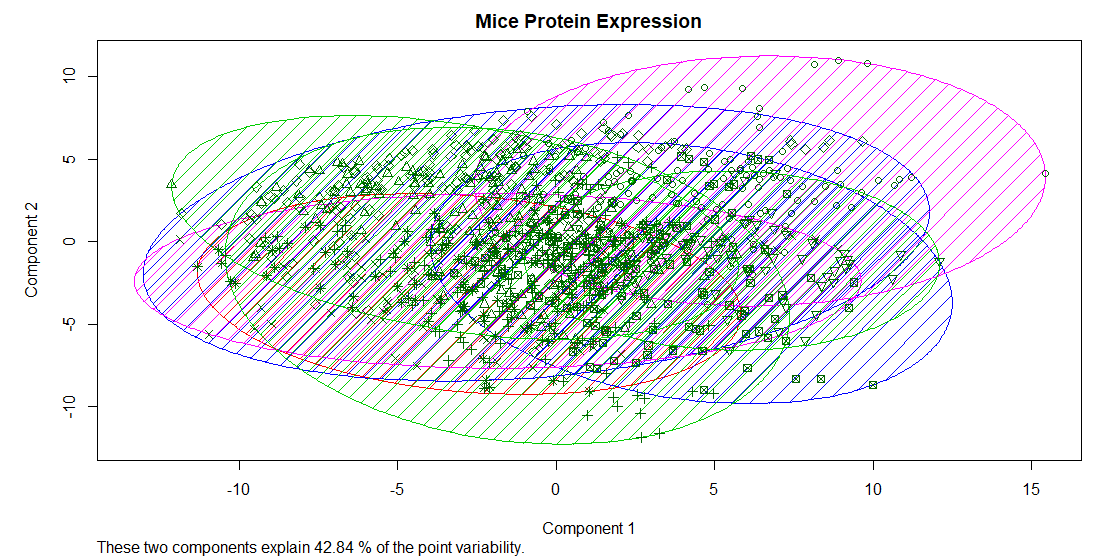 Mice Protein Expression
10
5
0
-5
-10
Component 2
-10 -5 0 5 10 15
Component 1
These two components explain 42.84 % of the point variability.